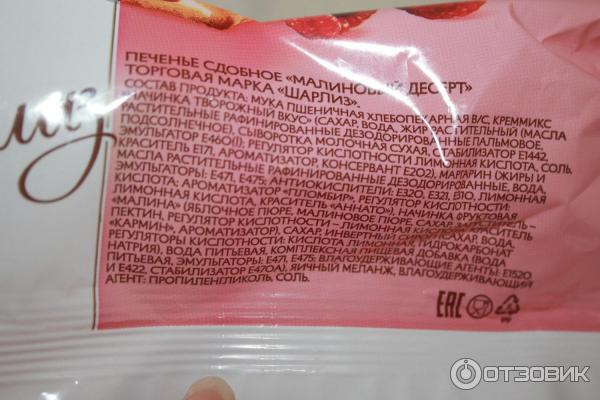 миз
ПЕЧЕНЬЕ СДОБНОЕ «МАЛИНОВЫЙ ДЕСЕРТ»
ТОРГОВАЯ МАРКА «ШАРЛИЗ».
СОСТАВ ПРОДУКТА: МУКА ПШЕНИЧНАЯ ХЛЕБОПЕКАРНАЯ В/С, КРЕММИКС
«НАЧИНКА ТВОРОЖНЫЙ ВКУС» (САХАР, ВОДА, ЖИР РАСТИТЕЛЬНЫЙ (МАСЛА
РАСТИТЕЛЬНЫЕ РАФИНИРОВАННЫЕ ДЕЗОДОРИРОВАННЫЕ ПАЛЬМОВОЕ,
ПОДСОЛНЕЧНОЕ), СЫВОРОТКА МОЛОЧНАЯ СУХАЯ, СТАБИЛИЗАТОР Е1442,
ЭМУЛЬГАТОР Е460(I), РЕГУЛЯТОР КИСЛОТНОСТИ ЛИМОННАЯ КИСЛОТА, СОЛЬ,
КРАСИТЕЛЬ Е171, АРОМАТИЗАТОР, КОНСЕРВАНТ Е202), МАРГАРИН (ЖИРЫ И
МАСЛА РАСТИТЕЛЬНЫЕ РАФИНИРОВАННЫЕ ДЕЗОДОРИРОВАННЫЕ, ВОДА,
ЭМУЛЬГАТОРЫ: Е471, Е475; АНТИОКИСЛИТЕЛИ: Е320, Е321, Е310, ЛИМОННАЯ
КИСЛОТА; АРОМАТИЗАТОР «ПЛОМБИР», РЕГУЛЯТОР КИСЛОТНОСТИ:
ЛИМОННАЯ КИСЛОТА, КРАСИТЕЛЬ «АННАТО»), НАЧИНКА ФРУКТОВАЯ
«МАЛИНА» (ЯБЛОЧНОЕ ПЮРЕ, МАЛИНОВОЕ ПЮРЕ, САХАР,
ПЕКТИН, РЕГУЛЯТОР КИСЛОТНОСТИ – ЛИМОННАЯ КИСЛОТА, КРАСИТЕЛЬ
«КАРМИН», АРОМАТИЗАТОР), САХАР, ИНВЕРТНЫЙ СИРОП (САХАР, ВОДА,
РЕГУЛЯТОРЫ КИСЛОТНОСТИ: КИСЛОТА ЛИМОННАЯ, ГИДРОКАРБОНАТ
НАТРИЯ), ВОДА ПИТЬЕВАЯ, КОМПЛЕКСНАЯ ПИЩЕВАЯ ДОБАВКА (ВОДА
ПИТЬЕВАЯ, ЭМУЛЬГАТОРЫ: Е471, Е475; ВЛАГОУДЕРЖИВАЮЩИЕ АГЕНТЫ: Е1520
И Е422, СТАБИЛИЗАТОР Е470А), ЯИЧНЫЙ МЕЛАНЖ, ВЛАГОУДЕРЖИВАЮЩИЙ
АГЕНТ: ПРОПИЛЕНГЛИКОЛЬ, СОЛЬ.
ЕАС
PP
ОТЗОВИК